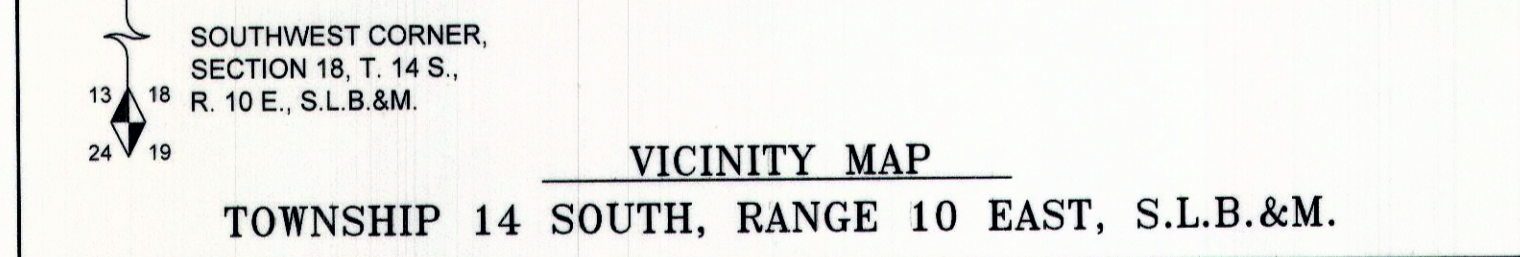 SOUTHWEST CORNER,
SECTION 18, T. 14 S.,
R. 10 E., S.L.B.&M.
13 18
24 19
VICINITY MAP
TOWNSHIP 14 SOUTH, RANGE 10 EAST, S.L.B.&M.